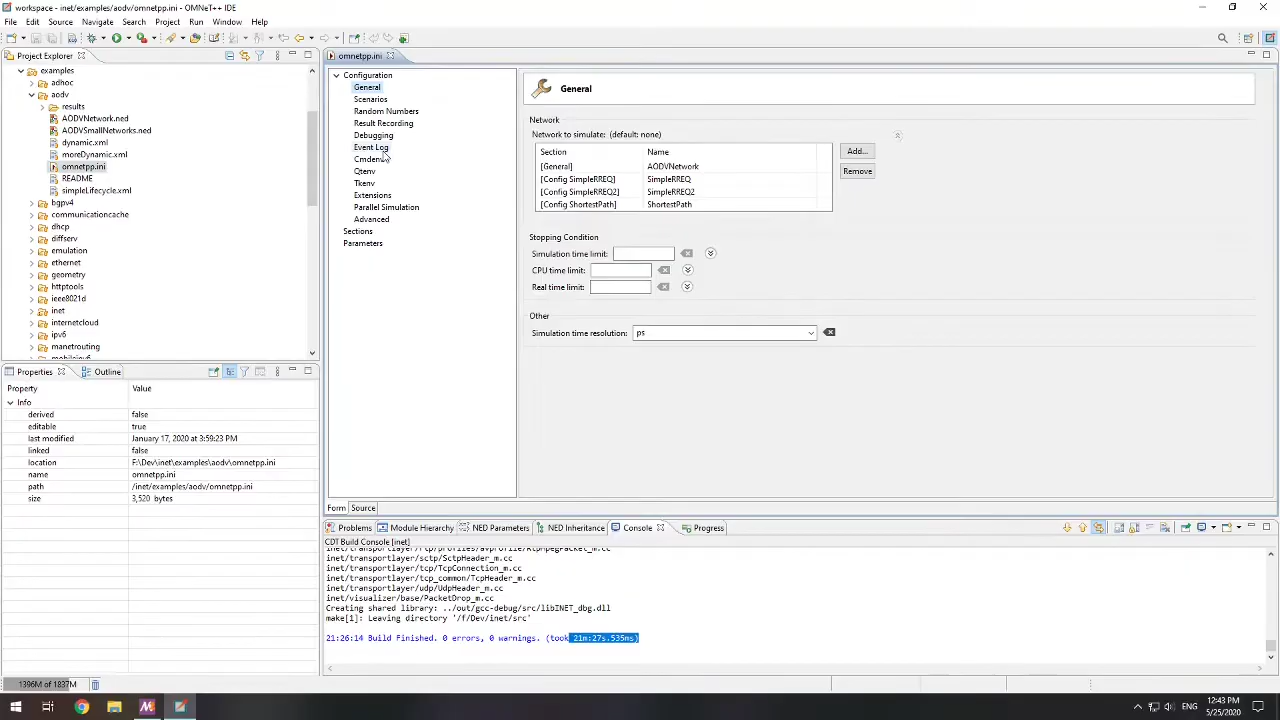 workspace - inet/examples/aodv/omnetpp.ini - OMNeT++ IDE
File Edit Source Navigate Search Project Run Window Help
Project Explorer
examples
adhoc
aodv
results
AODVNetwork.ned
AODVSmallNetworks.ned
dynamic.xml
moreDynamic.xml
omnetpp.ini
README
simpleLifecycle.xml
bgpv4
communicationcache
dhcp
diffserv
emulation
ethernet
geometry
httptools
ieee8021d
inet
internetcloud
ipv6
manetrouting
mobileipv6
Properties Outline
Property Value
Info
derived false
editable true
last modified January 17, 2020 at 3:59:23 PM
linked false
location F:\Dev\inet\examples\aodv\omnetpp.ini
name omnetpp.ini
path /inet/examples/aodv/omnetpp.ini
size 3,520 bytes
omnetpp.ini
Configuration
General
Scenarios
Random Numbers
Result Recording
Debugging
Event Log
Cmdenv
Qtenv
Tkenv
Extensions
Parallel Simulation
Advanced
Sections
Parameters
General
Network
Network to simulate: (default: none)
Section Name
[General] AODVNetwork
[Config SimpleRREQ] SimpleRREQ
[Config SimpleRREQ2] SimpleRREQ2
[Config ShortestPath] ShortestPath
Add...
Remove
Stopping Condition
Simulation time limit:
CPU time limit:
Real time limit:
Other
Simulation time resolution: ps
Form Source
Problems Module Hierarchy NED Parameters NED Inheritance Console Progress
CDT Build Console [inet]
inet/transportlayer/rtp/profiles/avprofile/RtpMpegPacket_m.cc
inet/transportlayer/sctp/SctpHeader_m.cc
inet/transportlayer/tcp/TcpConnection_m.cc
inet/transportlayer/tcp_common/TcpHeader_m.cc
inet/transportlayer/udp/UdpHeader_m.cc
inet/visualizer/base/PacketDrop_m.cc
Creating shared library: ../out/gcc-debug/src/libINET_dbg.dll
make[1]: Leaving directory '/f/Dev/inet/src'
21:26:14 Build Finished. 0 errors, 0 warnings. (took 21m:27s.535ms)
1396M of 1837M
ENG
12:43 PM
5/25/2020